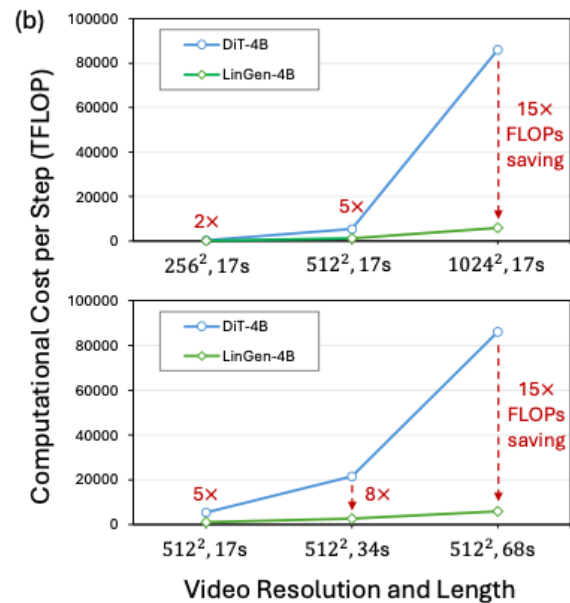 (b)
Computational Cost per Step (TFLOP)
100000
80000
60000
40000
20000
0
DiT-4B
LinGen-4B
2×
5×
15×
FLOPs
saving
256², 17s
512², 17s
1024², 17s
100000
80000
60000
40000
20000
0
DiT-4B
LinGen-4B
5×
8×
15×
FLOPs
saving
512², 17s
512², 34s
512², 68s
Video Resolution and Length